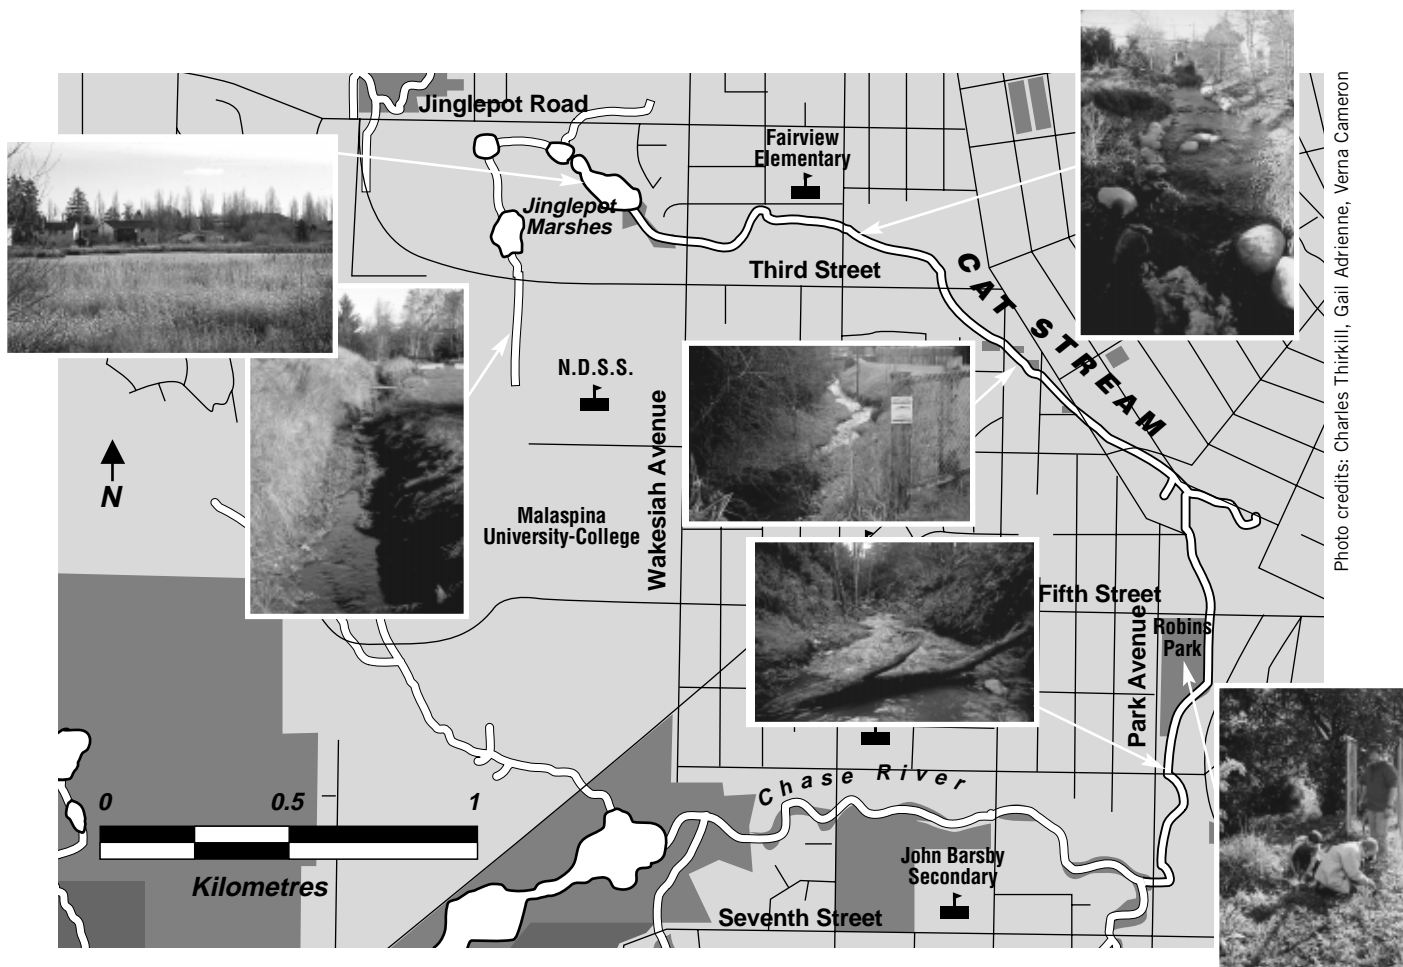 Jinglepot Road
Fairview
Elementary
Jinglepot
Marshes
Third Street
CAT STREAM
N.D.S.S.
Wakesiah Avenue
N
Malaspina
University-College
Fifth Street
Park Avenue
Robins
Park
Chase River
0 0.5 1
Kilometres
John Barsby
Secondary
Seventh Street
Photo credits: Charles Thirkill, Gail Adrienne, Verna Cameron